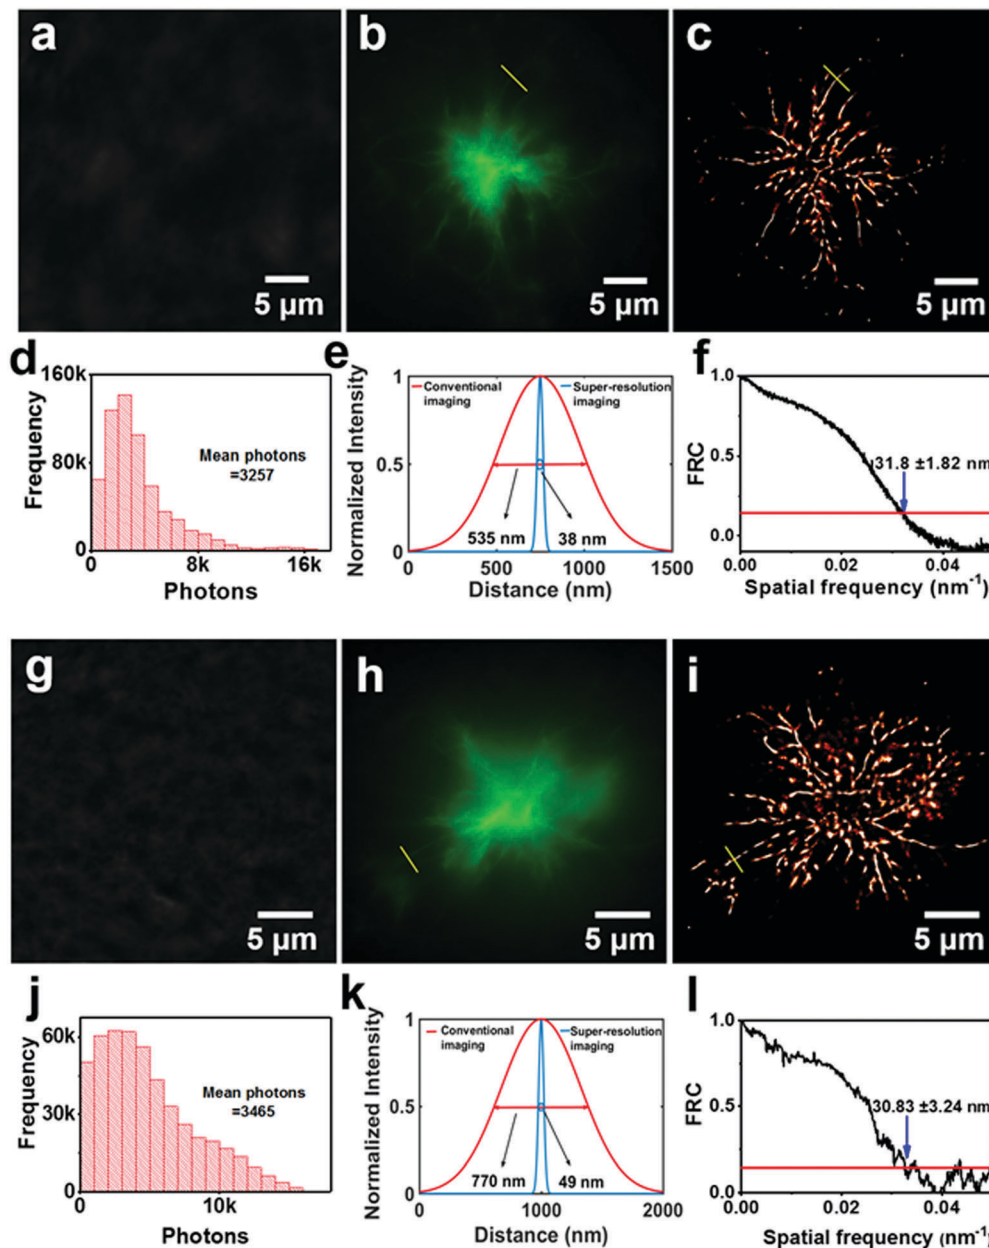 a
b
c
5 µm
5 µm
5 µm
d
e
f
Frequency
160k
80k
0
Mean photons
=3257
0
8k
16k
Photons
Normalized Intensity
1
0.5
0
Conventional
imaging
Super-resolution
imaging
535 nm
38 nm
0
500
1000
1500
Distance (nm)
FRC
1.0
0.5
0.0
31.8 ±1.82 nm
0.00
0.02
0.04
Spatial frequency (nm⁻¹)
g
h
i
5 µm
5 µm
5 µm
j
k
l
Frequency
60k
30k
0
Mean photons
=3465
0
10k
Photons
Normalized Intensity
1
0.5
0
Conventional
imaging
Super-resolution
imaging
770 nm
49 nm
0
500
1000
1500
2000
Distance (nm)
FRC
1.0
0.5
0.0
30.83 ±3.24 nm
0.00
0.02
0.04
Spatial frequency (nm⁻¹)